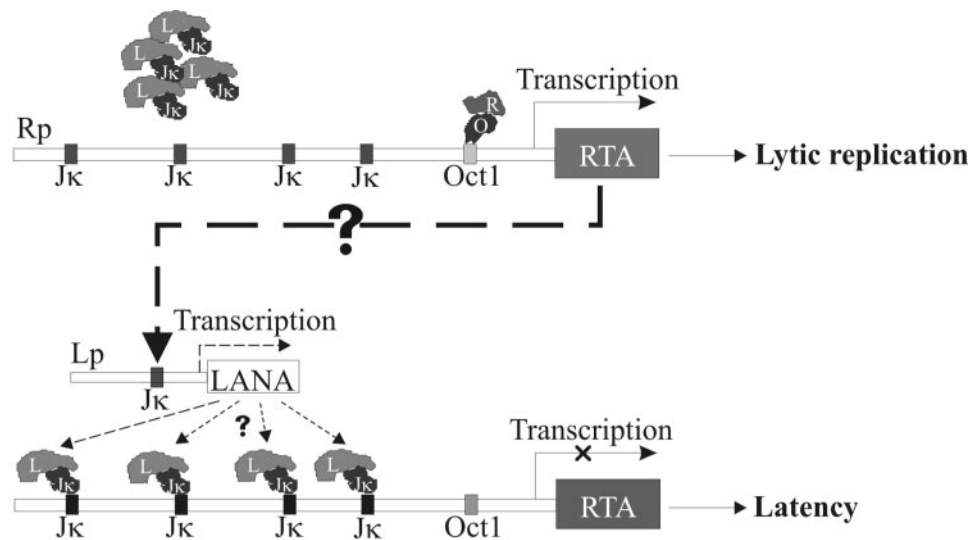 L
Jκ
L
L
Jκ
L
Jκ
Jκ
Transcription
R
O
Rp
RTA
Lytic replication
Jκ Jκ Jκ Jκ Oct1
?
Transcription
Lp
LANA
Jκ
?
Transcription
L L L L
Jκ Jκ Jκ Jκ
RTA
Latency
Jκ Jκ Jκ Jκ Oct1